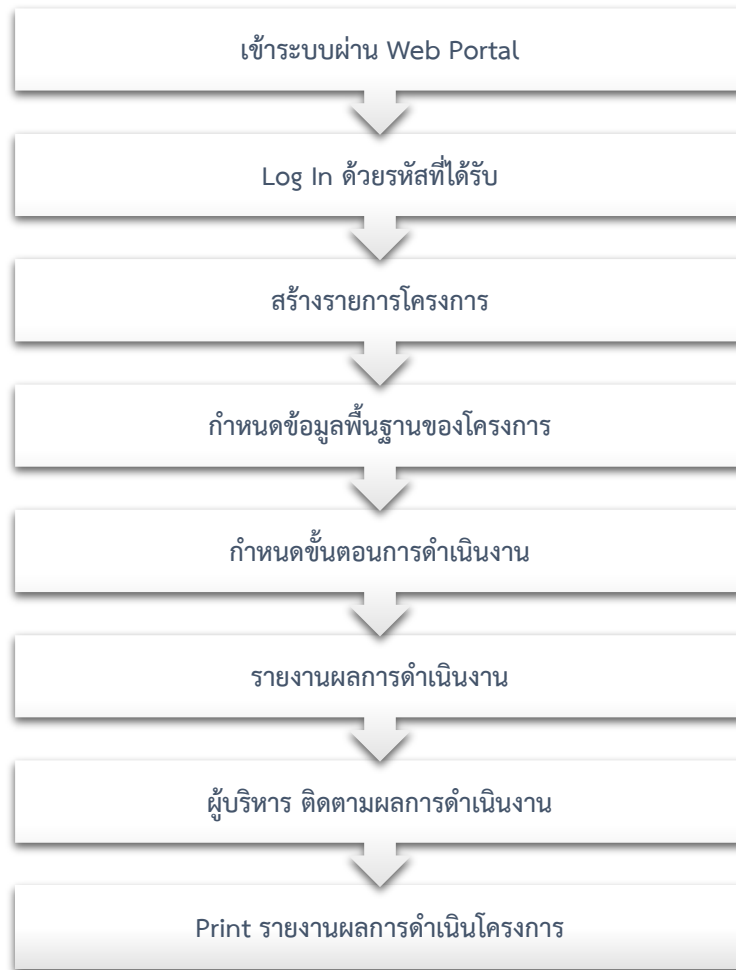 เข้าระบบผ่าน Web Portal
Log In ด้วยรหัสที่ได้รับ
สร้างรายการโครงการ
กำหนดข้อมูลพื้นฐานของโครงการ
กำหนดขั้นตอนการดำเนินงาน
รายงานผลการดำเนินงาน
ผู้บริหาร ติดตามผลการดำเนินงาน
Print รายงานผลการดำเนินโครงการ